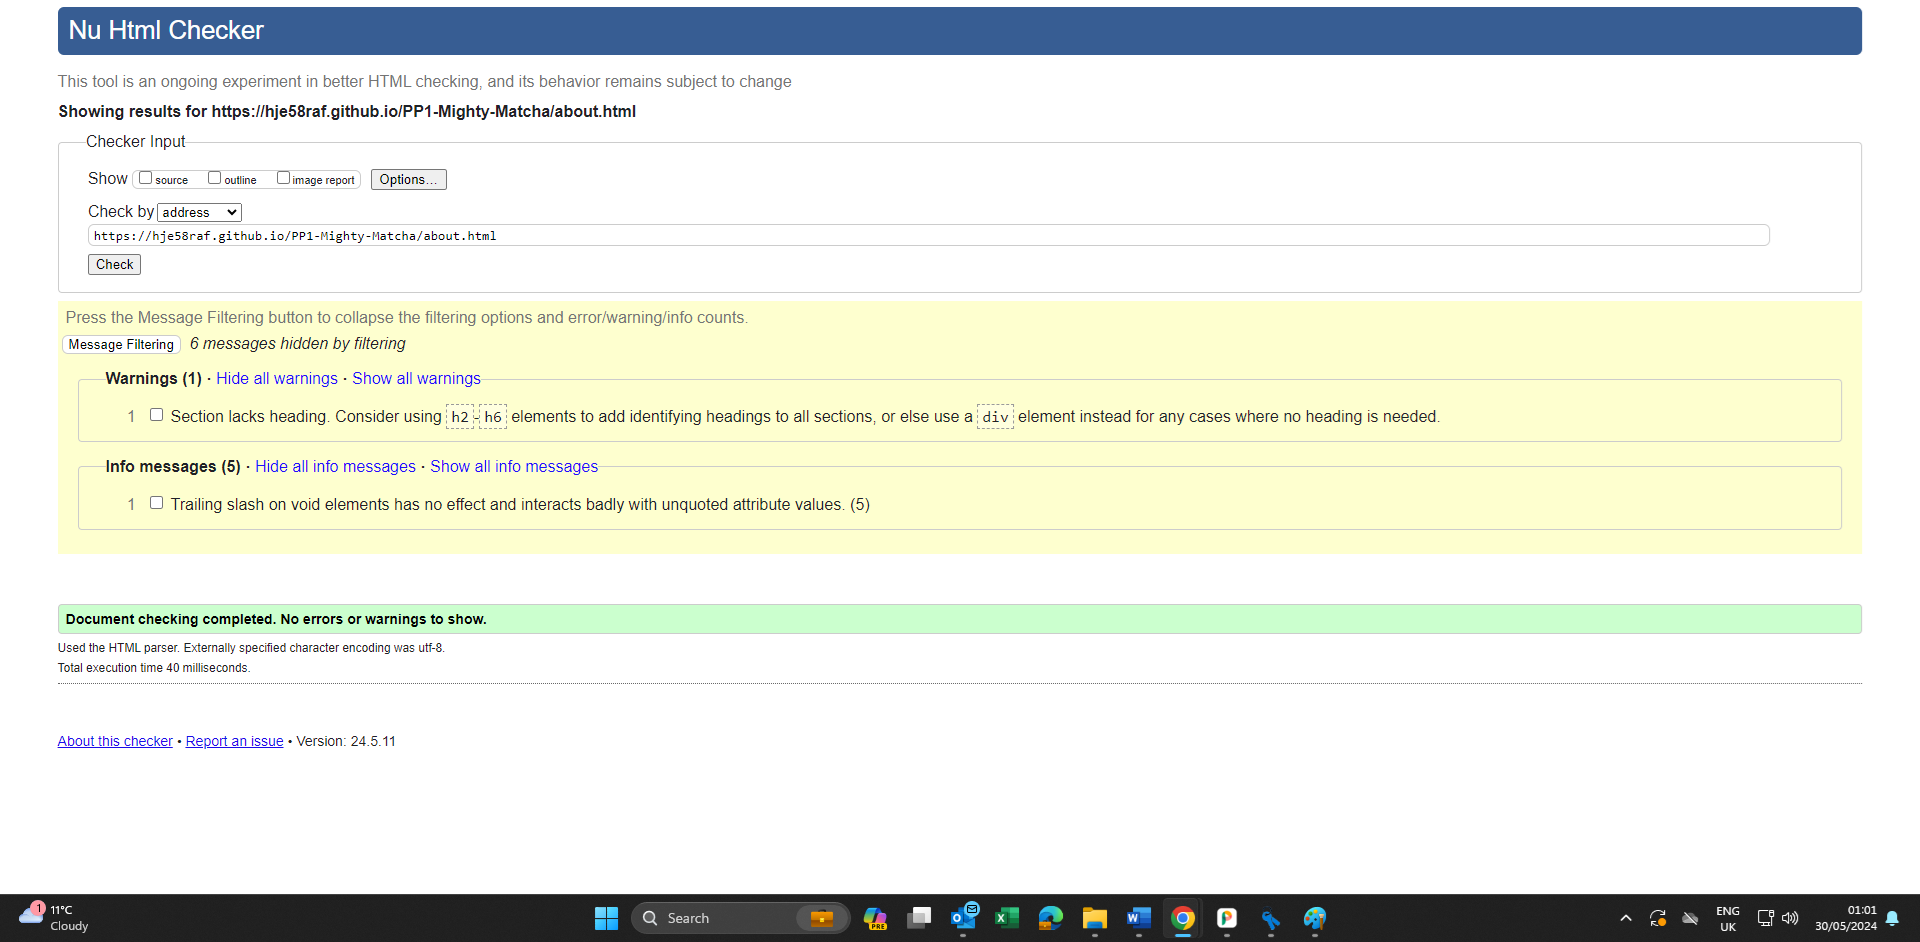 Nu Html Checker
This tool is an ongoing experiment in better HTML checking, and its behavior remains subject to change
Showing results for https://hje58raf.github.io/PP1-Mighty-Matcha/about.html
Checker Input
Show source outline image report Options...
Check by address
https://hje58raf.github.io/PP1-Mighty-Matcha/about.html
Check
Press the Message Filtering button to collapse the filtering options and error/warning/info counts.
Message Filtering 6 messages hidden by filtering
Warnings (1) · Hide all warnings · Show all warnings
1 Section lacks heading. Consider using h2-h6 elements to add identifying headings to all sections, or else use a div element instead for any cases where no heading is needed.
Info messages (5) · Hide all info messages · Show all info messages
1 Trailing slash on void elements has no effect and interacts badly with unquoted attribute values. (5)
Document checking completed. No errors or warnings to show.
Used the HTML parser. Externally specified character encoding was utf-8.
Total execution time 40 milliseconds.
About this checker • Report an issue • Version: 24.5.11
1 11°C
Cloudy
Search
PRE
ENG
UK
01:01
30/05/2024